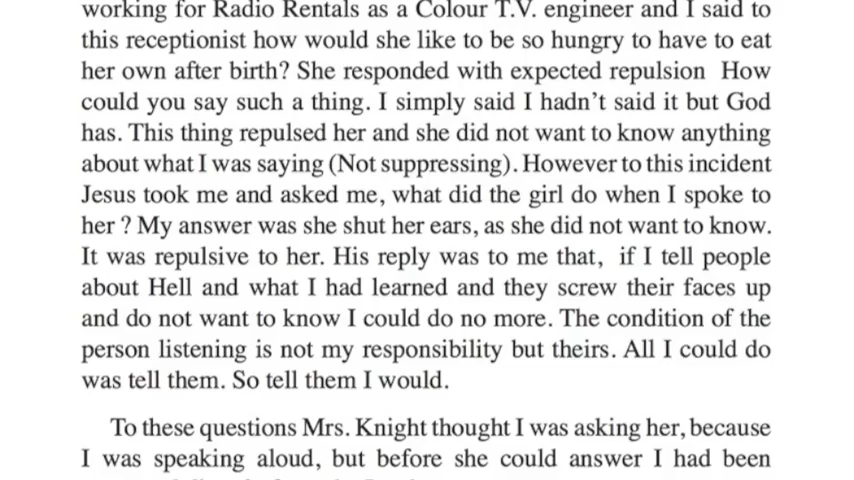 working for Radio Rentals as a Colour T.V. engineer and I said to
this receptionist how would she like to be so hungry to have to eat
her own after birth? She responded with expected repulsion  How
could you say such a thing. I simply said I hadn’t said it but God
has. This thing repulsed her and she did not want to know anything
about what I was saying (Not suppressing). However to this incident
Jesus took me and asked me, what did the girl do when I spoke to
her ? My answer was she shut her ears, as she did not want to know.
It was repulsive to her. His reply was to me that,  if I tell people
about Hell and what I had learned and they screw their faces up
and do not want to know I could do no more. The condition of the
person listening is not my responsibility but theirs. All I could do
was tell them. So tell them I would.
To these questions Mrs. Knight thought I was asking her, because
I was speaking aloud, but before she could answer I had been